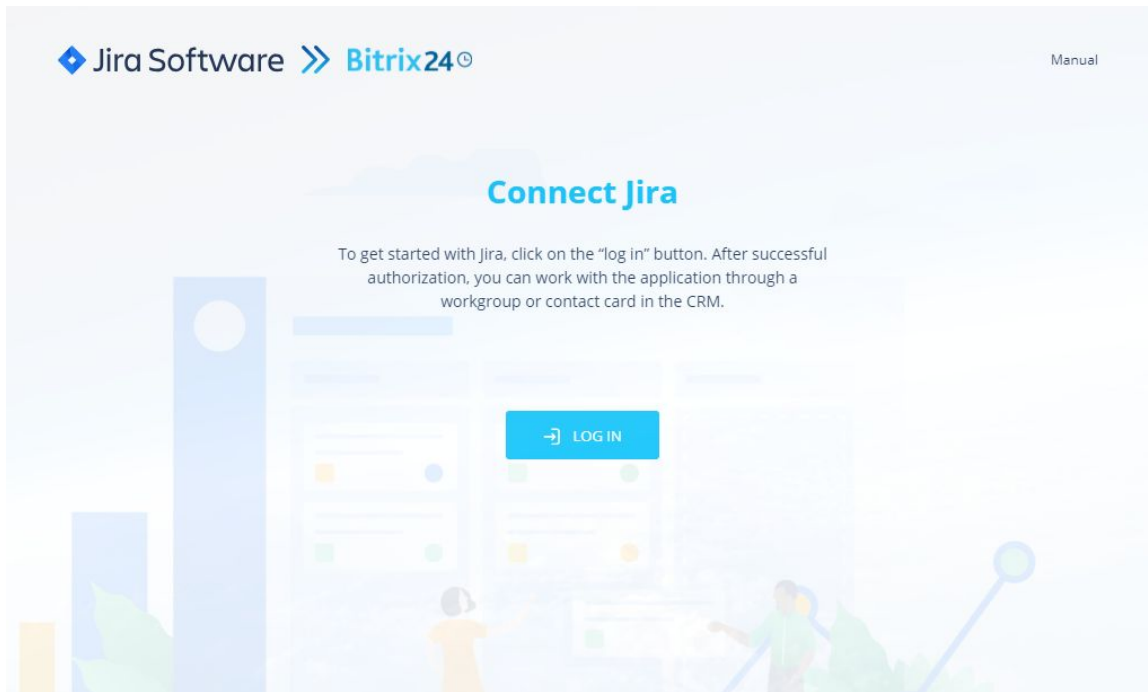 Jira Software Bitrix24
Manual
Connect Jira
To get started with Jira, click on the “log in” button. After successful
authorization, you can work with the application through a
workgroup or contact card in the CRM.
LOG IN